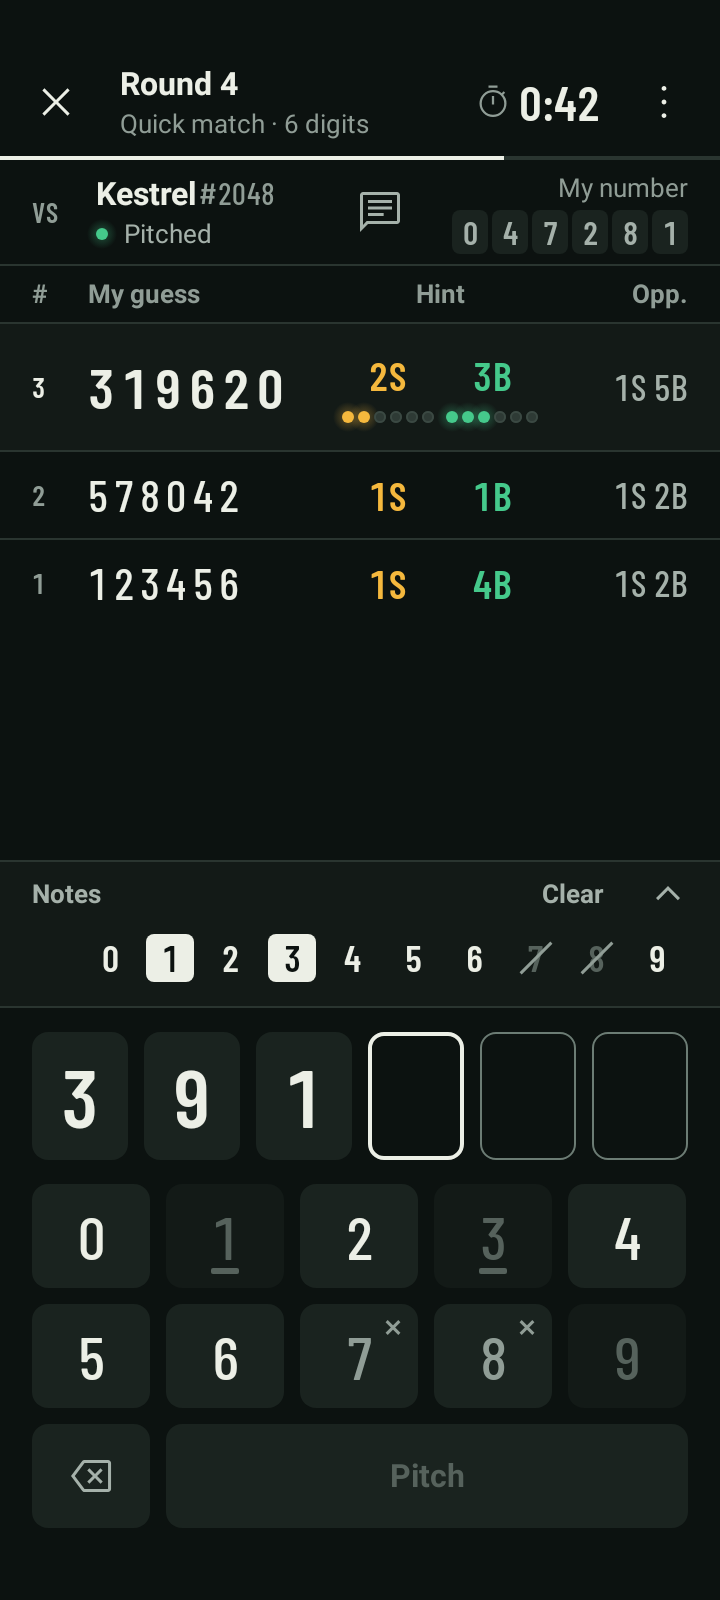 Round 4
Quick match · 6 digits
0:42
VS
Kestrel#2048
Pitched
My number
0 4 7 2 8 1
# My guess Hint Opp.
3 319620 2S 3B 1S 5B
2 578042 1S 1B 1S 2B
1 123456 1S 4B 1S 2B
Notes Clear
0 1 2 3 4 5 6 7 8 9
3 9 1
0 1 2 3 4
5 6 7 8 9
Pitch